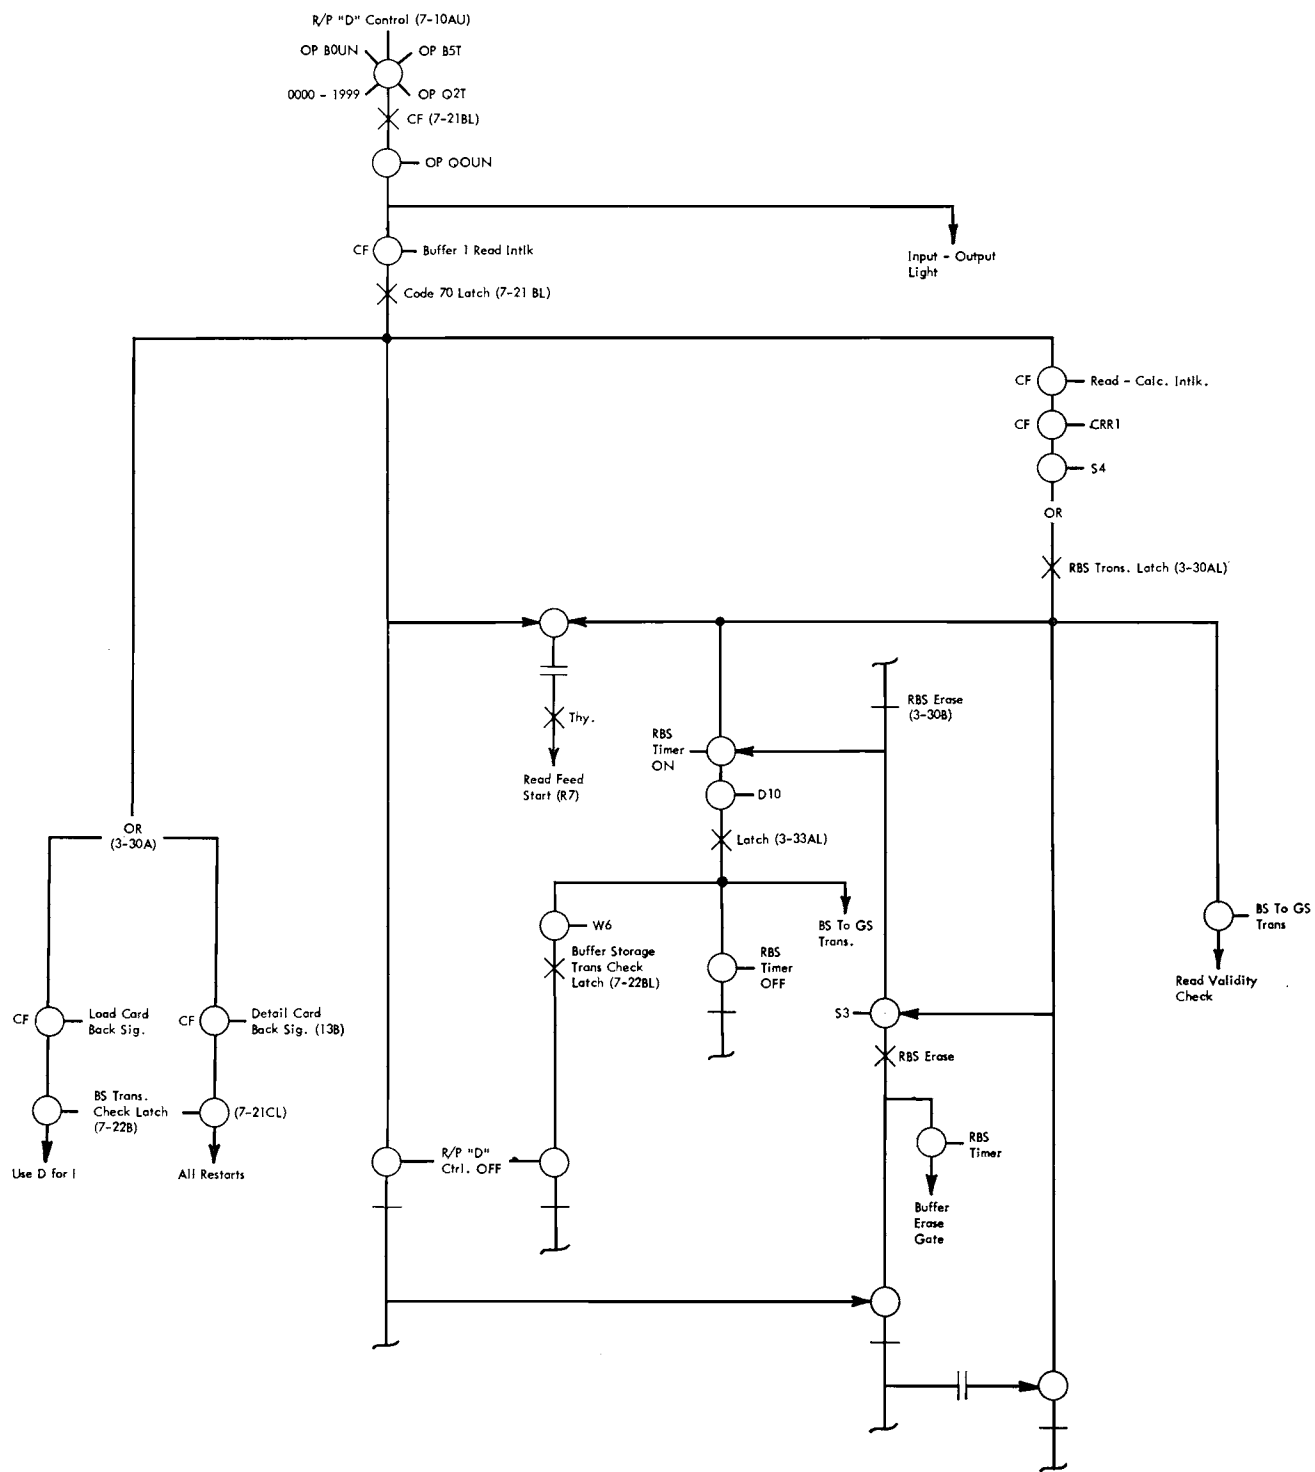 R/P "D" Control (7-10AU)
OP B0UN
OP B5T
0000 - 1999
OP Q2T
CF (7-21BL)
OP QOUN
CF
Buffer 1 Read Intlk
Input - Output
Light
Code 70 Latch (7-21 BL)
CF
Read - Calc. Intlk.
CF
CRR1
S4
OR
RBS Trans. Latch (3-30AL)
RBS Erase
(3-30B)
Thy.
RBS
Timer
ON
Read Feed
Start (R7)
D10
OR
(3-30A)
Latch (3-33AL)
W6
BS To GS
Trans.
BS To GS
Trans
Buffer Storage
Trans Check
Latch (7-22BL)
RBS
Timer
OFF
Read Validity
Check
CF
Load Card
Back Sig.
CF
Detail Card
Back Sig. (13B)
S3
RBS Erase
BS Trans.
Check Latch
(7-22B)
(7-21CL)
RBS
Timer
Use D for I
All Restarts
R/P "D"
Ctrl. OFF
Buffer
Erase
Gate